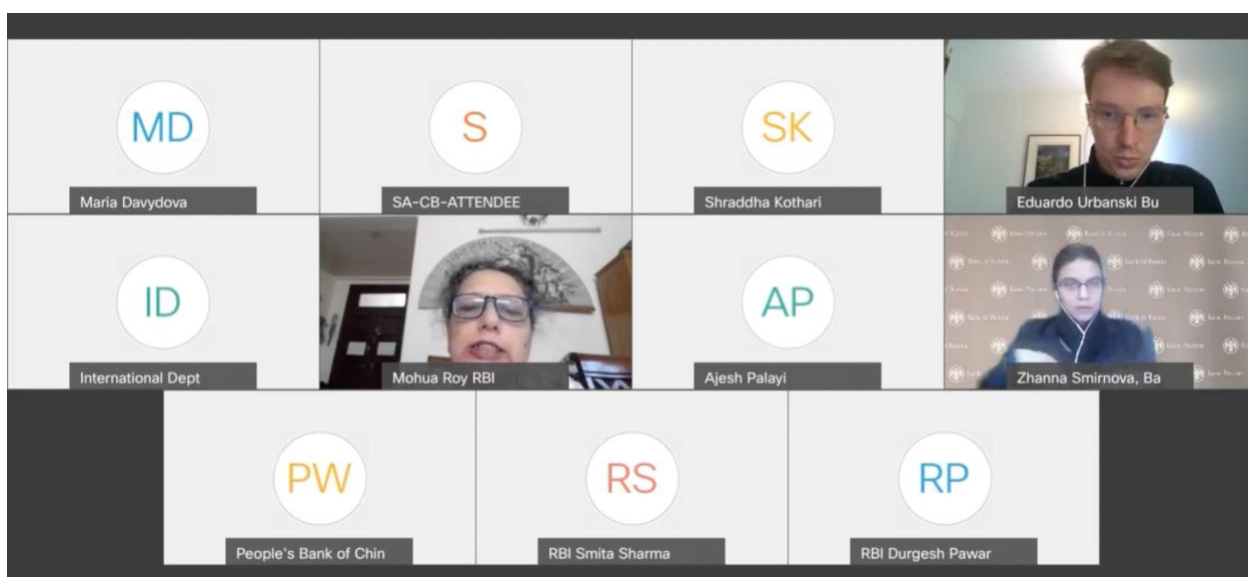 MD
Maria Davydova
S
SA-CB-ATTENDEE
SK
Shraddha Kothari
Eduardo Urbanski Bu
ID
International Dept
Mohua Roy RBI
AP
Ajesh Palayi
Zhanna Smirnova, Ba
PW
People's Bank of Chin
RS
RBI Smita Sharma
RP
RBI Durgesh Pawar